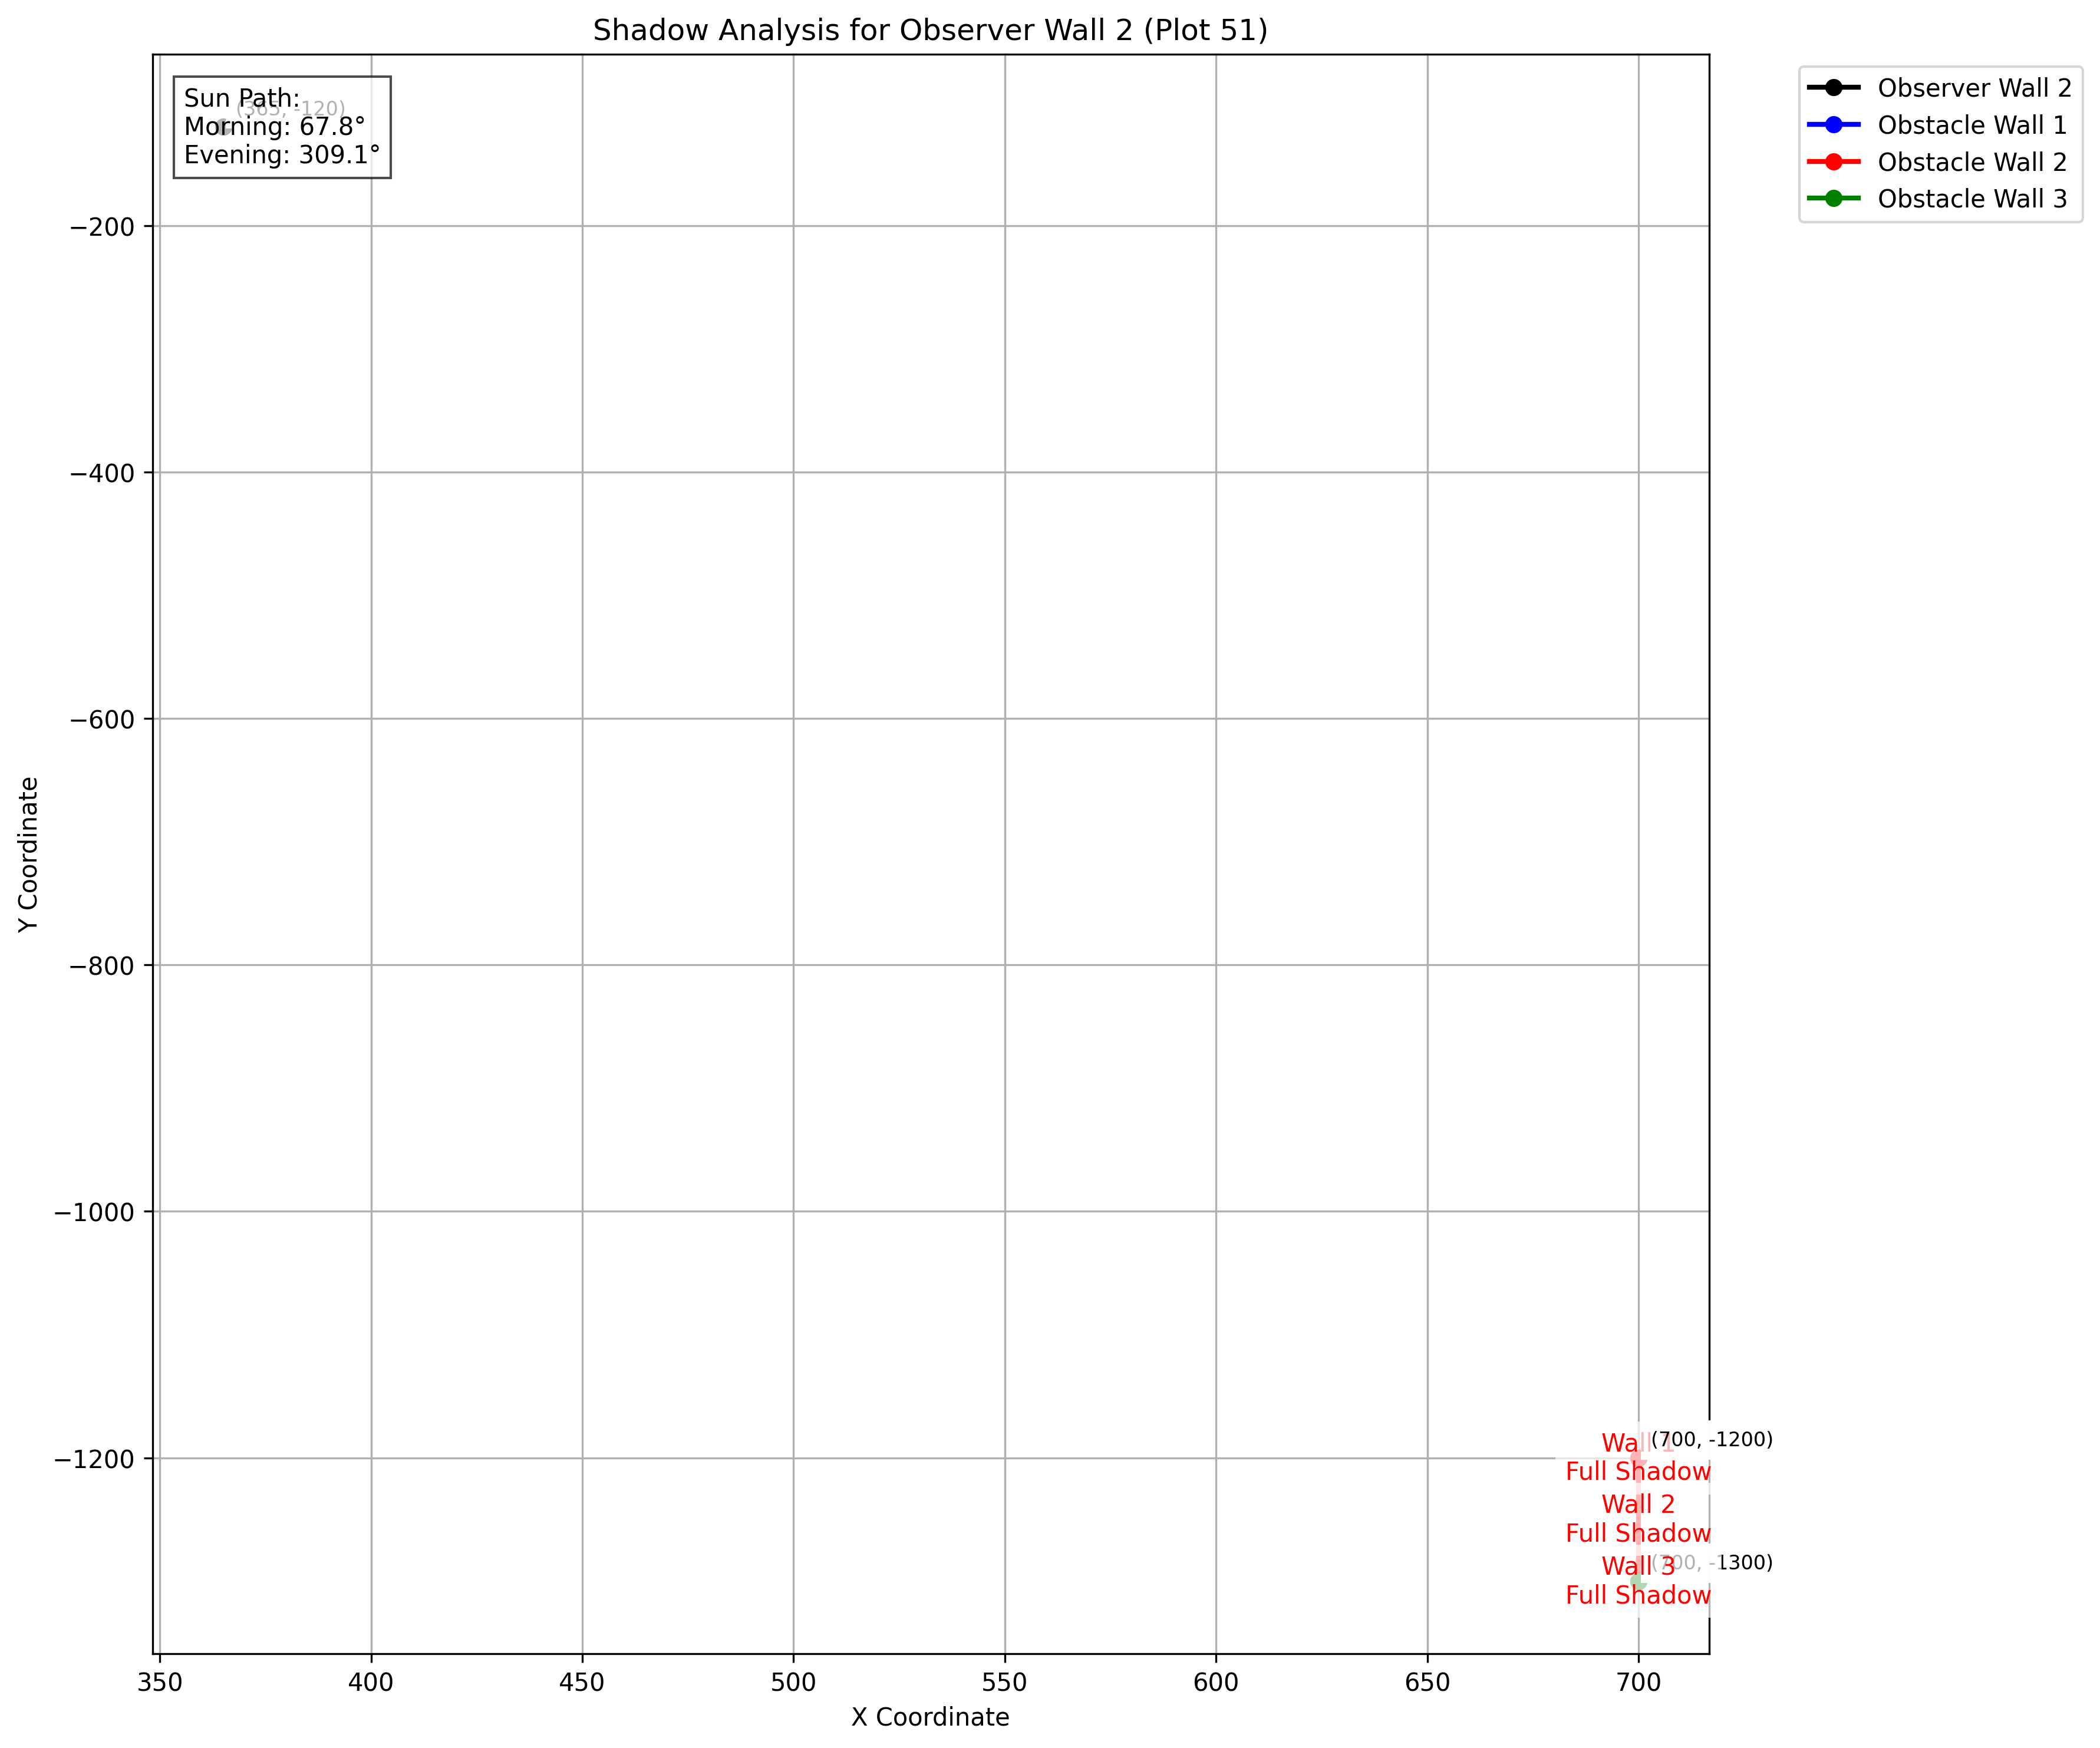 Shadow Analysis for Observer Wall 2 (Plot 51)
Sun Path:
(365, -120)
Morning: 67.8°
Evening: 309.1°
Observer Wall 2
Obstacle Wall 1
Obstacle Wall 2
Obstacle Wall 3
−200
−400
−600
−800
−1000
−1200
Y Coordinate
Wall 1
(700, -1200)
Full Shadow
Wall 2
Full Shadow
Wall 3
(700, -1300)
Full Shadow
350
400
450
500
550
600
650
700
X Coordinate